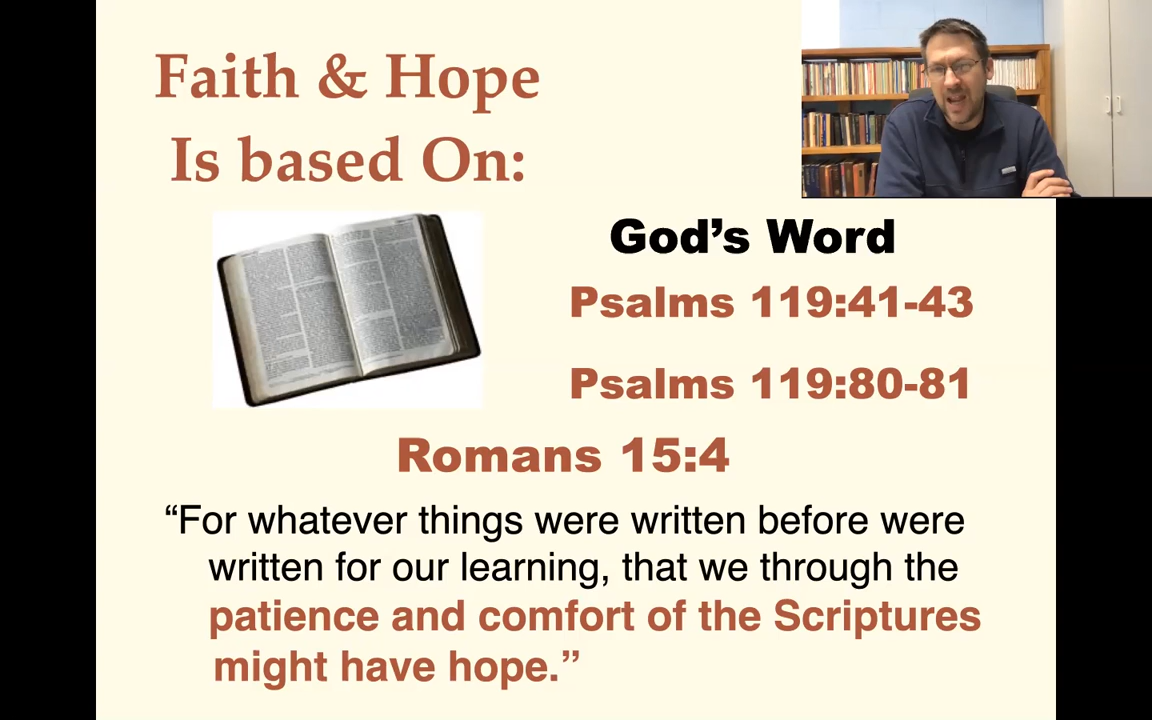 Faith & Hope
Is based On:
God’s Word
Psalms 119:41-43
Psalms 119:80-81
Romans 15:4
“For whatever things were written before were
written for our learning, that we through the
patience and comfort of the Scriptures
might have hope.”